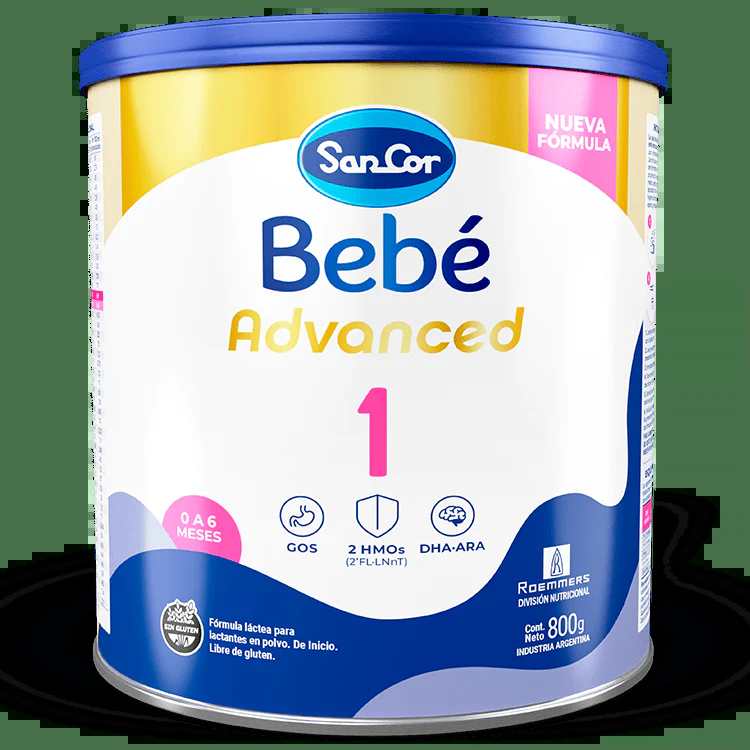 NUEVA
FÓRMULA
SanCor
Bebé
Advanced
1
0 A 6
MESES
GOS
2 HMOs
(2'FL-LNnT)
DHA•ARA
ROEMMERS
DIVISIÓN NUTRICIONAL
SIN GLUTEN
Fórmula láctea para
lactantes en polvo. De Inicio.
Libre de gluten.
Cont.
Neto 800g
INDUSTRIA ARGENTINA